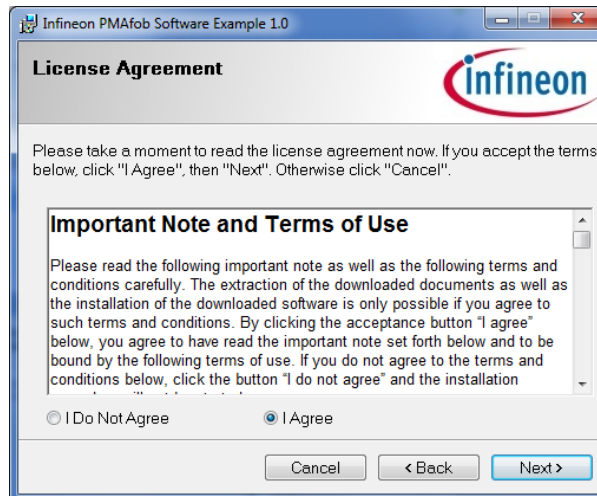 Infineon PMAfob Software Example 1.0
License Agreement
infineon
Please take a moment to read the license agreement now. If you accept the terms
below, click "I Agree", then "Next". Otherwise click "Cancel".
Important Note and Terms of Use
Please read the following important note as well as the following terms and
conditions carefully. The extraction of the downloaded documents as well as
the installation of the downloaded software is only possible if you agree to
such terms and conditions. By clicking the acceptance button “I agree”
below, you agree to have read the important note set forth below and to be
bound by the following terms of use. If you do not agree to the terms and
conditions below, click the button “I do not agree” and the installation
I Do Not Agree
I Agree
Cancel
< Back
Next >